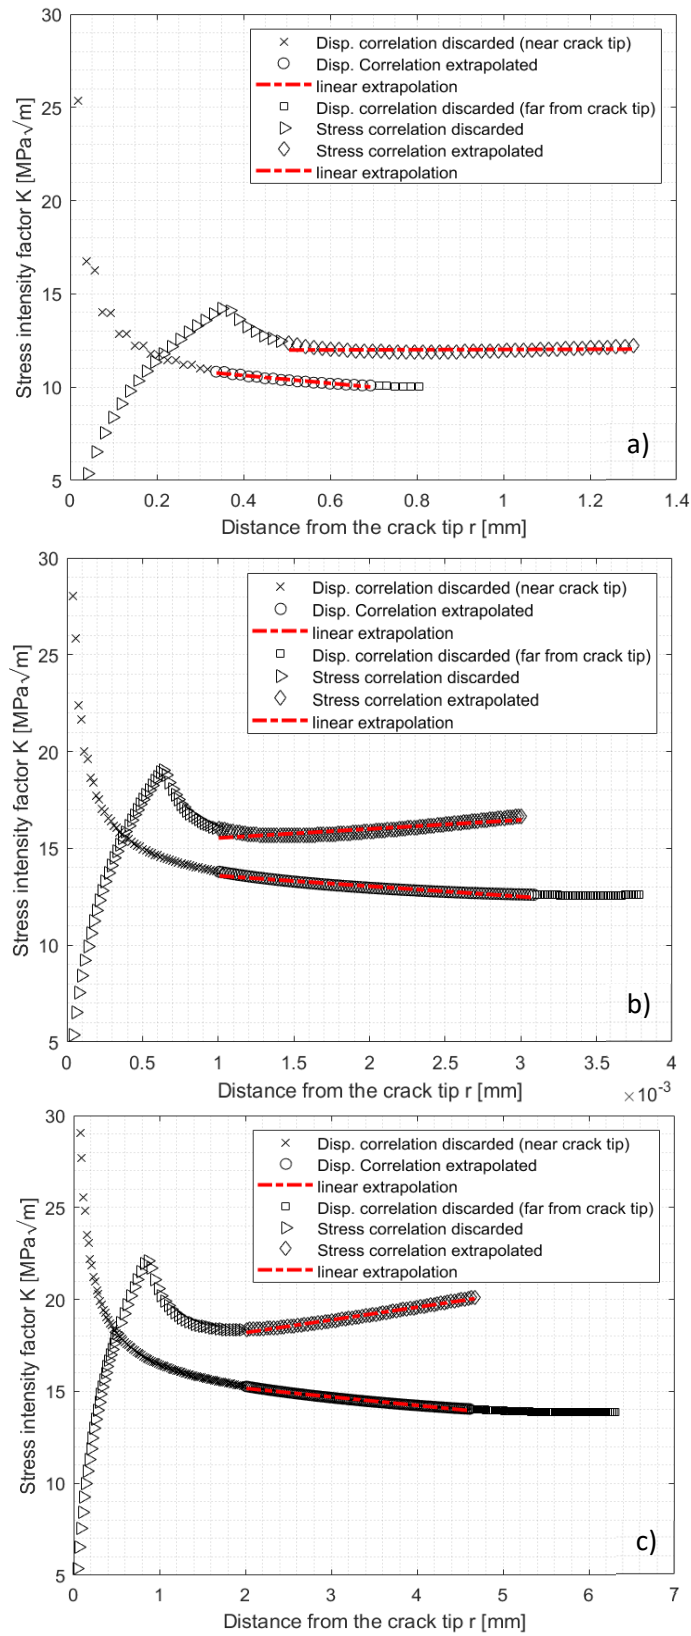 30
25
20
15
10
5
Stress intensity factor K [MPa√m]
Disp. correlation discarded (near crack tip)
Disp. Correlation extrapolated
linear extrapolation
Disp. correlation discarded (far from crack tip)
Stress correlation discarded
Stress correlation extrapolated
linear extrapolation
a)
0 0.2 0.4 0.6 0.8 1 1.2 1.4
Distance from the crack tip r [mm]
30
25
20
15
10
5
Stress intensity factor K [MPa√m]
Disp. correlation discarded (near crack tip)
Disp. Correlation extrapolated
linear extrapolation
Disp. correlation discarded (far from crack tip)
Stress correlation discarded
Stress correlation extrapolated
linear extrapolation
b)
0 0.5 1 1.5 2 2.5 3 3.5 4
Distance from the crack tip r [mm]
×10⁻³
30
25
20
15
10
5
Stress intensity factor K [MPa√m]
Disp. correlation discarded (near crack tip)
Disp. Correlation extrapolated
linear extrapolation
Disp. correlation discarded (far from crack tip)
Stress correlation discarded
Stress correlation extrapolated
linear extrapolation
c)
0 1 2 3 4 5 6 7
Distance from the crack tip r [mm]